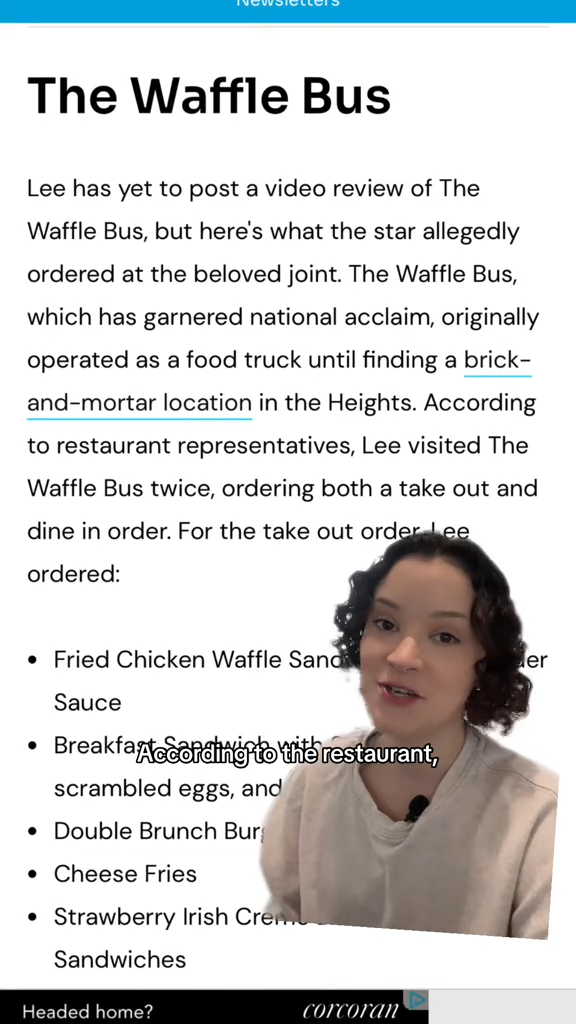 Newsletters
The Waffle Bus
Lee has yet to post a video review of The
Waffle Bus, but here's what the star allegedly
ordered at the beloved joint. The Waffle Bus,
which has garnered national acclaim, originally
operated as a food truck until finding a brick-
and-mortar location in the Heights. According
to restaurant representatives, Lee visited The
Waffle Bus twice, ordering both a take out and
dine in order. For the take out order, Lee
ordered:
• Fried Chicken Waffle
Sauce
• Breakfast Sandwich with
scrambled eggs, and
• Double Brunch
• Cheese Fries
• Strawberry Irish
Sandwiches
According to the restaurant,
Headed home?
corcoran